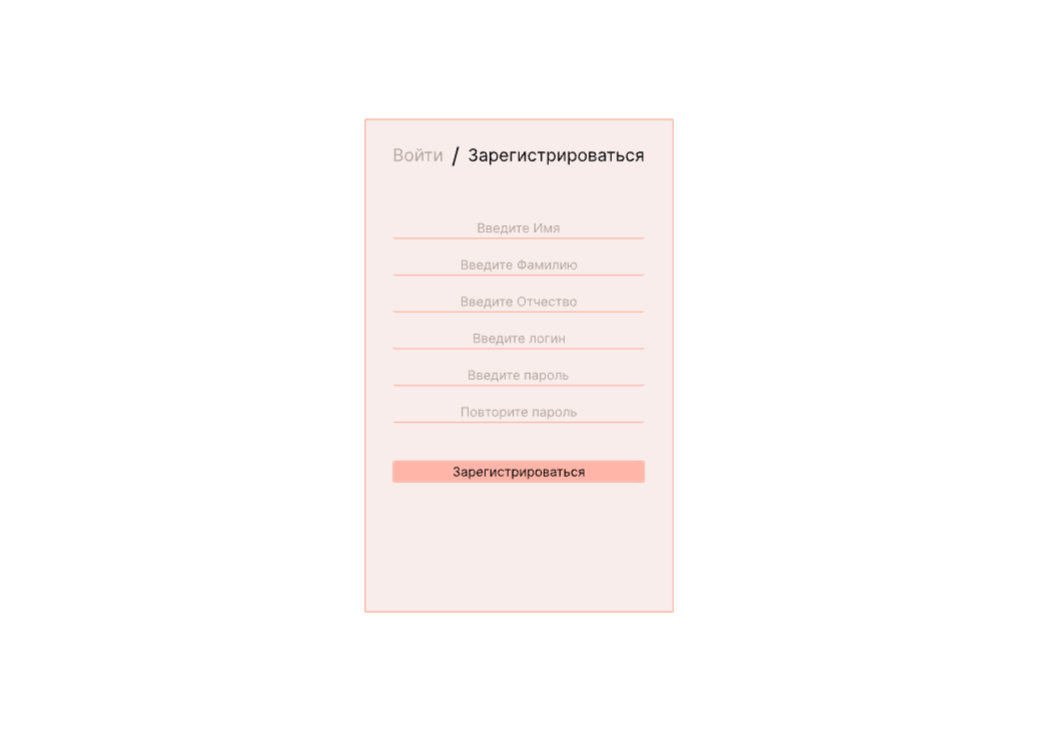 Войти / Зарегистрироваться
Введите Имя
Введите Фамилию
Введите Отчество
Введите логин
Введите пароль
Повторите пароль
Зарегистрироваться